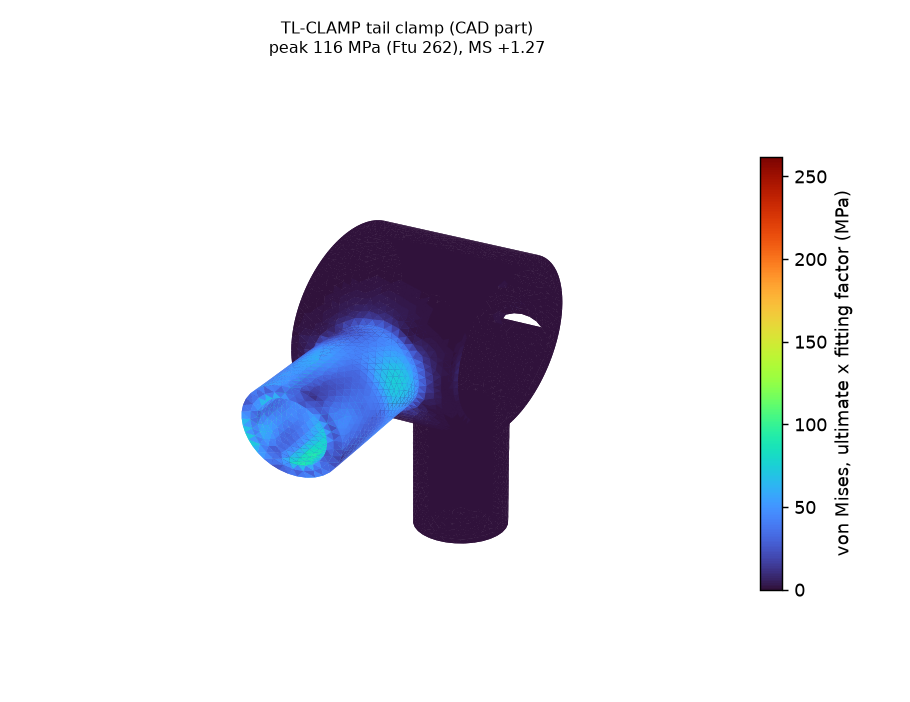 TL-CLAMP tail clamp (CAD part)
peak 116 MPa (Ftu 262), MS +1.27
250
200
150
100
50
0
von Mises, ultimate x fitting factor (MPa)